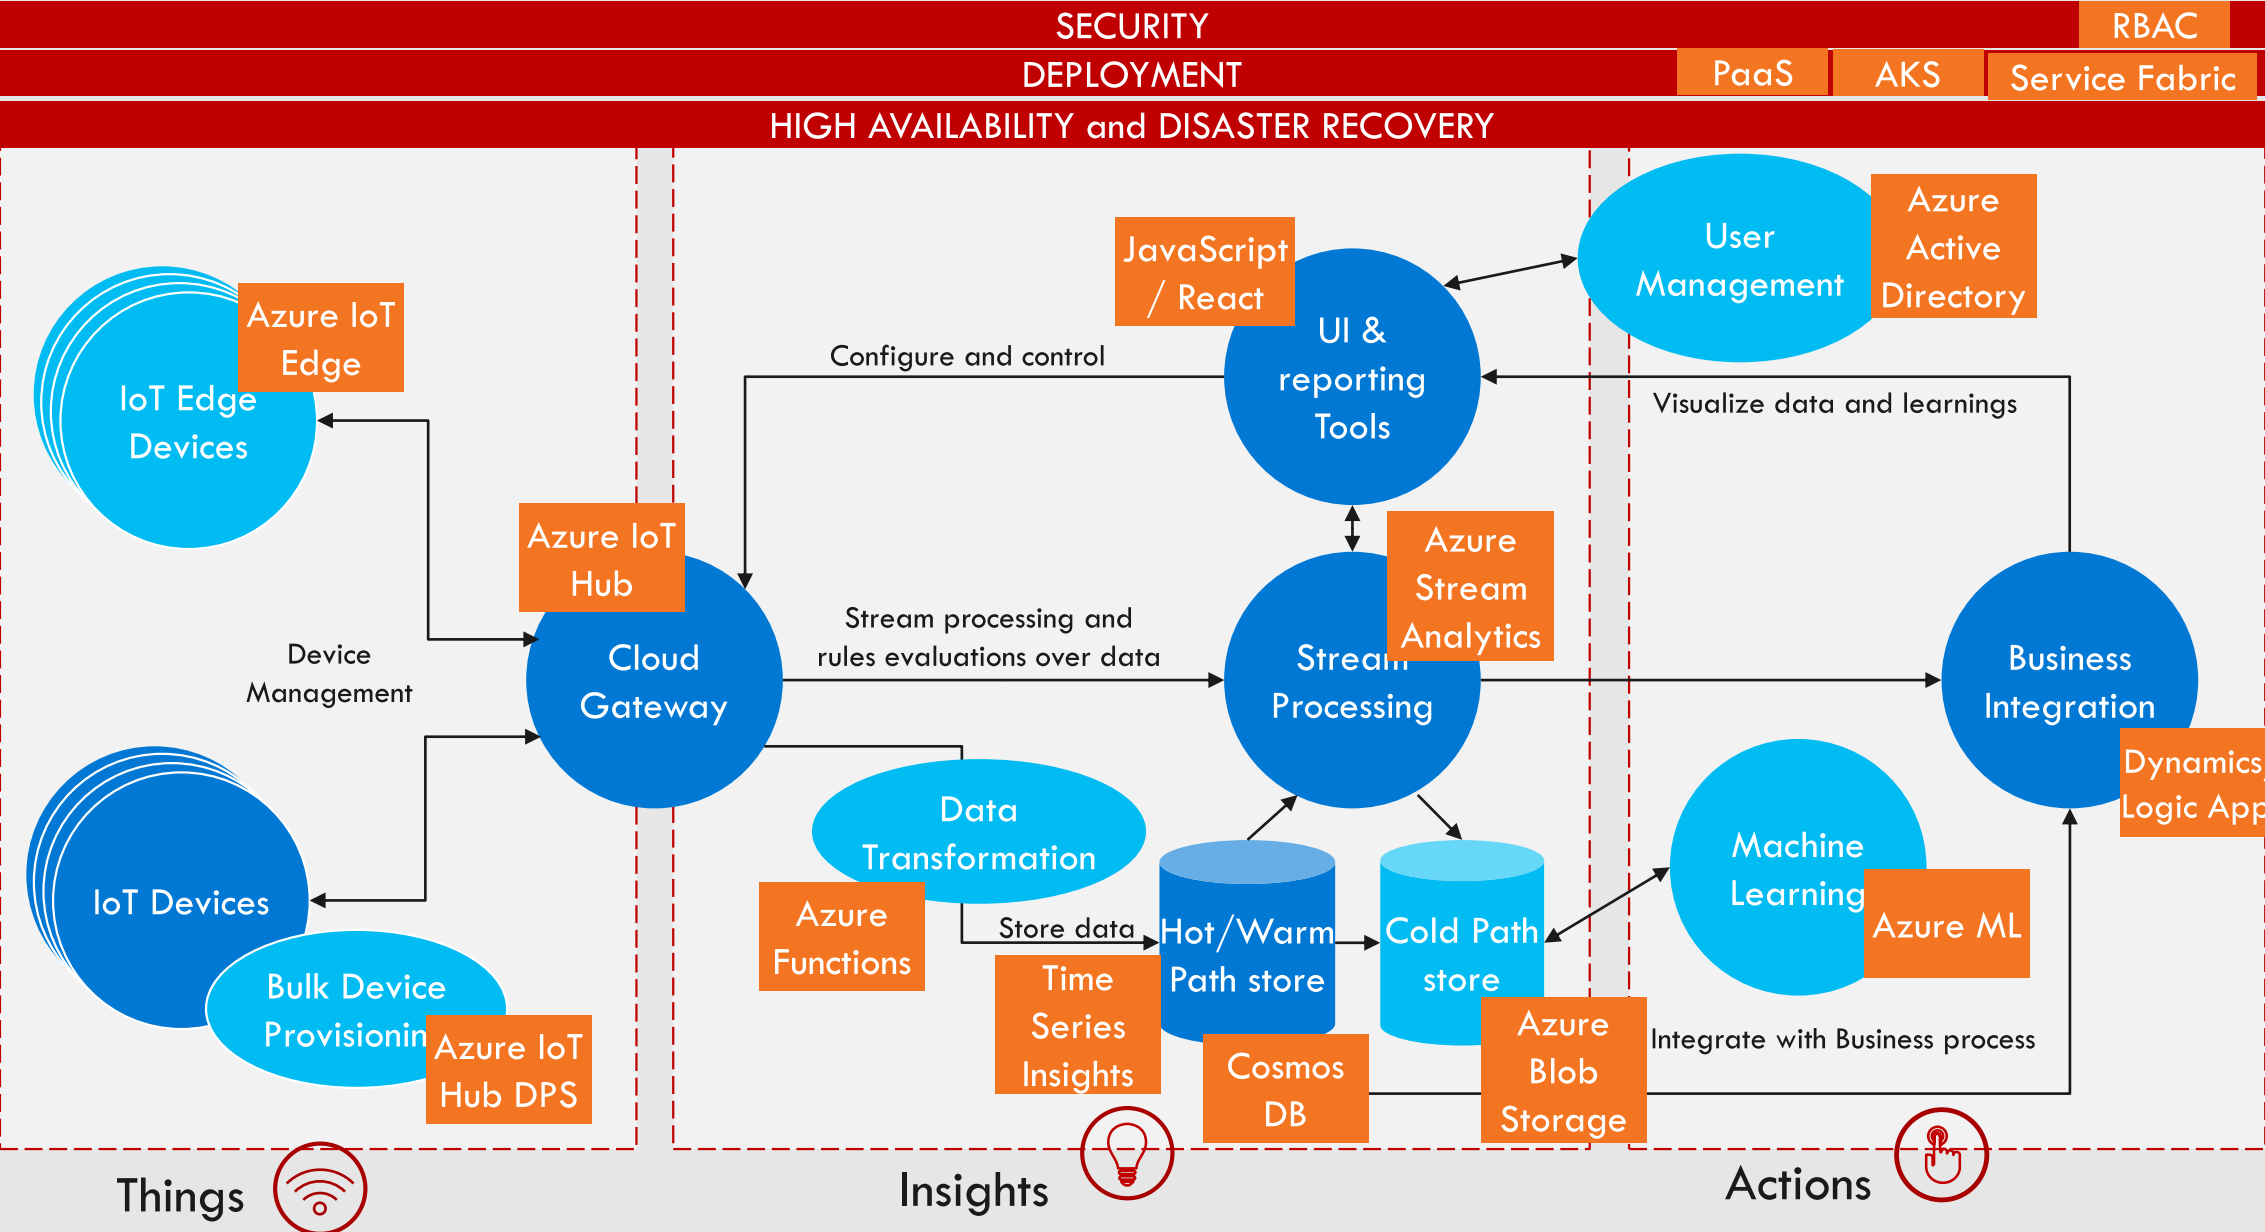 SECURITY
RBAC
DEPLOYMENT
PaaS
AKS
Service Fabric
HIGH AVAILABILITY and DISASTER RECOVERY
Azure IoT
Edge
IoT Edge
Devices
Device
Management
IoT Devices
Bulk Device
Azure IoT
Hub DPS
Azure IoT
Hub
Cloud
Gateway
Configure and control
Stream processing and
rules evaluations over data
JavaScript
/ React
UI &
reporting
Tools
User
Management
Azure
Active
Directory
Visualize data and learnings
Azure
Stream
Analytics
Stream
Processing
Business
Integration
Dynamics,
Data
Transformation
Azure
Functions
Store data
Hot/Warm
Path store
Time
Series
Insights
Cosmos
DB
Cold Path
store
Azure
Blob
Storage
Machine
Learning
Azure ML
Integrate with Business process
Logic App
Things
Insights
Actions